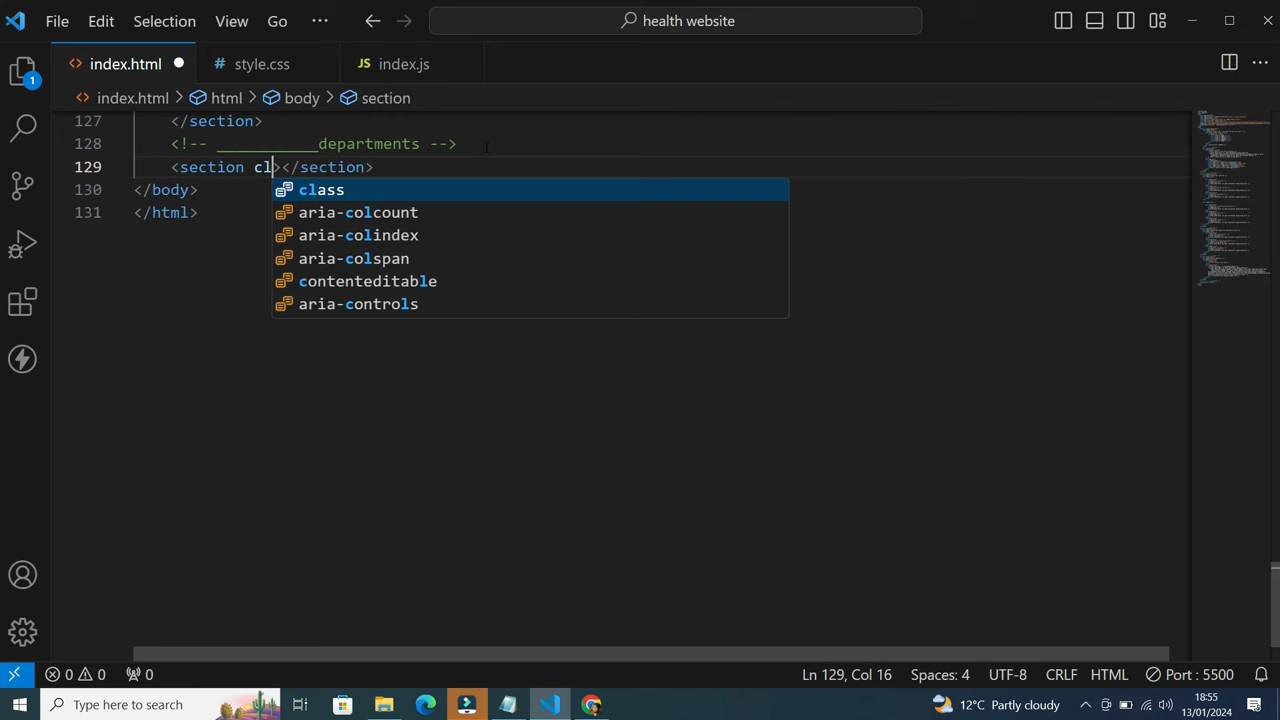 File Edit Selection View Go ··· health website
index.html style.css JS index.js
index.html > html > body > section
127 </section>
128 <!-- ___________departments -->
129 <section cl></section>
130 </body>
131 </html>
class
aria-colcount
aria-colindex
aria-colspan
contenteditable
aria-controls
1
0 0 0 Ln 129, Col 16 Spaces: 4 UTF-8 CRLF HTML Port : 5500
Type here to search 12°C Partly cloudy 18:55
13/01/2024